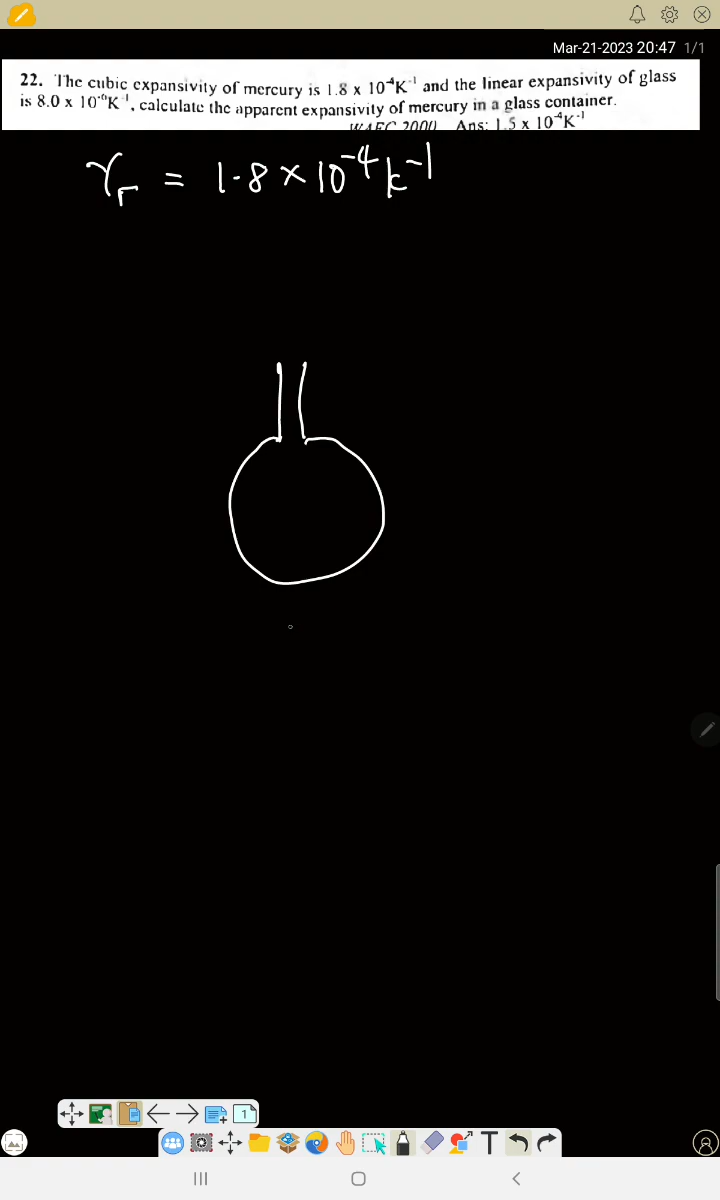 Mar-21-2023 20:47 1/1
22. The cubic expansivity of mercury is 1.8 x 10⁻⁴K⁻¹ and the linear expansivity of glass
is 8.0 x 10⁻⁶K⁻¹, calculate the apparent expansivity of mercury in a glass container.
WAEC 2000 Ans: 1.5 x 10⁻⁴K⁻¹
γr = 1.8 × 10⁻⁴ k⁻¹
1
T